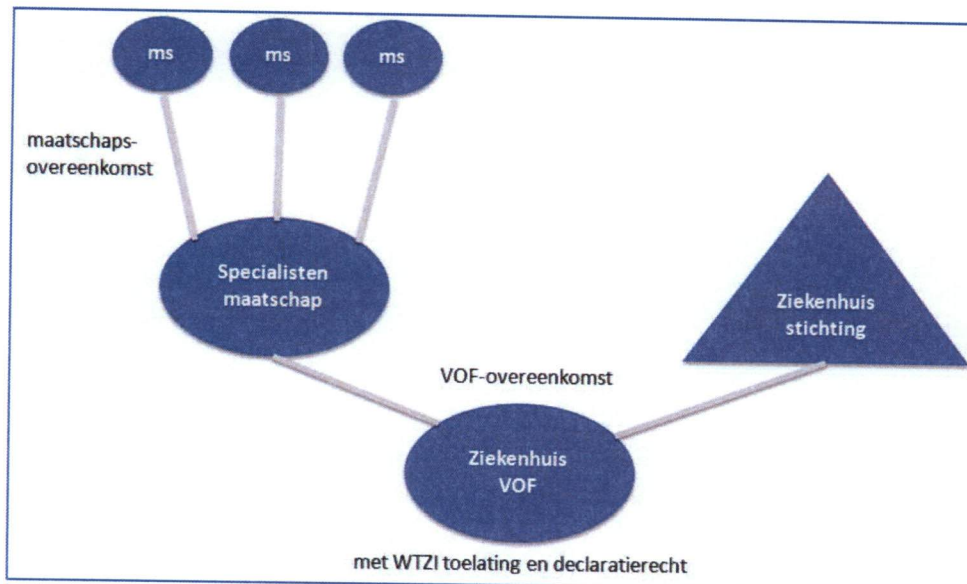 ms
ms
ms
maatschaps-
overeenkomst
Specialisten
maatschap
Ziekenhuis
stichting
VOF-overeenkomst
Ziekenhuis
VOF
met WTZI toelating en declaratierecht